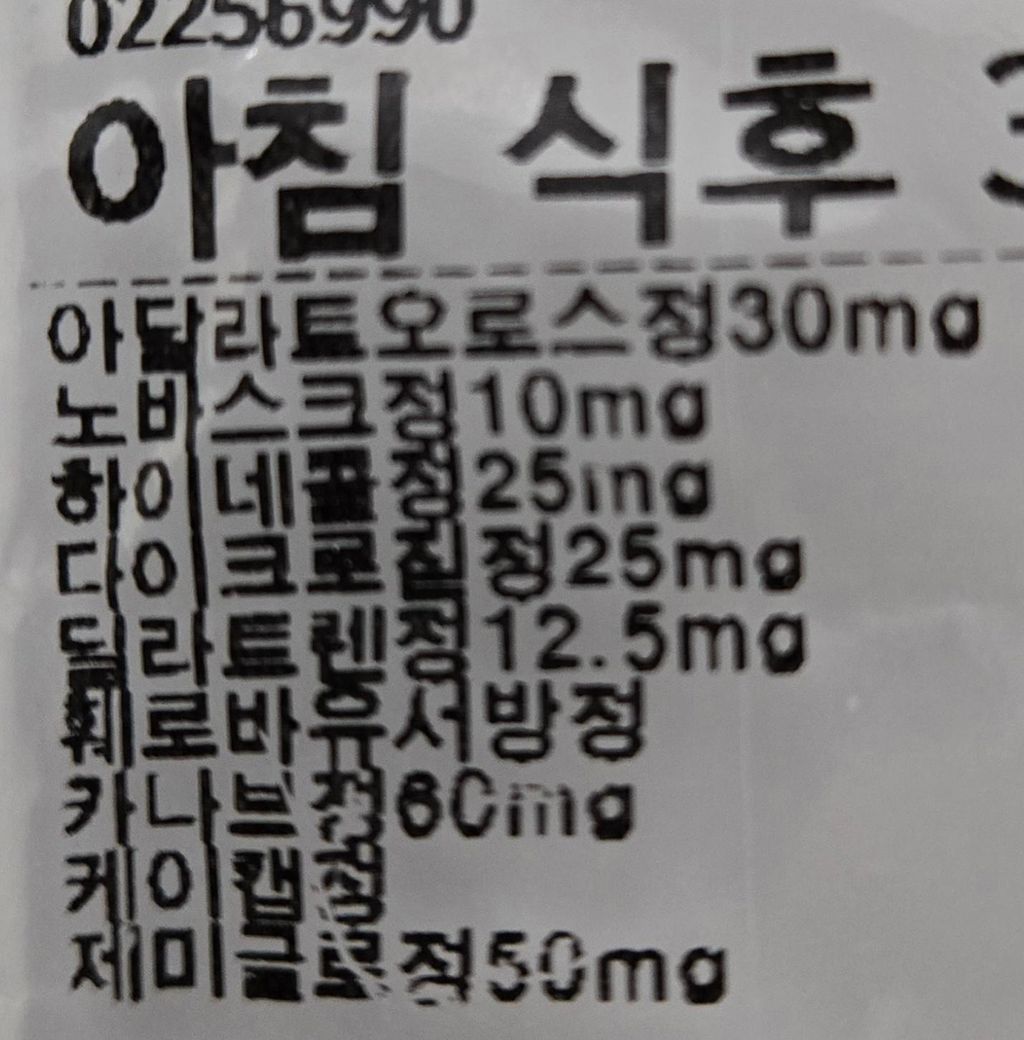 02256990
아침 식후 3
아달라트오로스정30mg
노바스크정10mg
하이네콜정25mg
다이크로진정25mg
딜라트렌정12.5mg
훼로바유서방정
카나브정60mg
케이캡정
제미글로정50mg